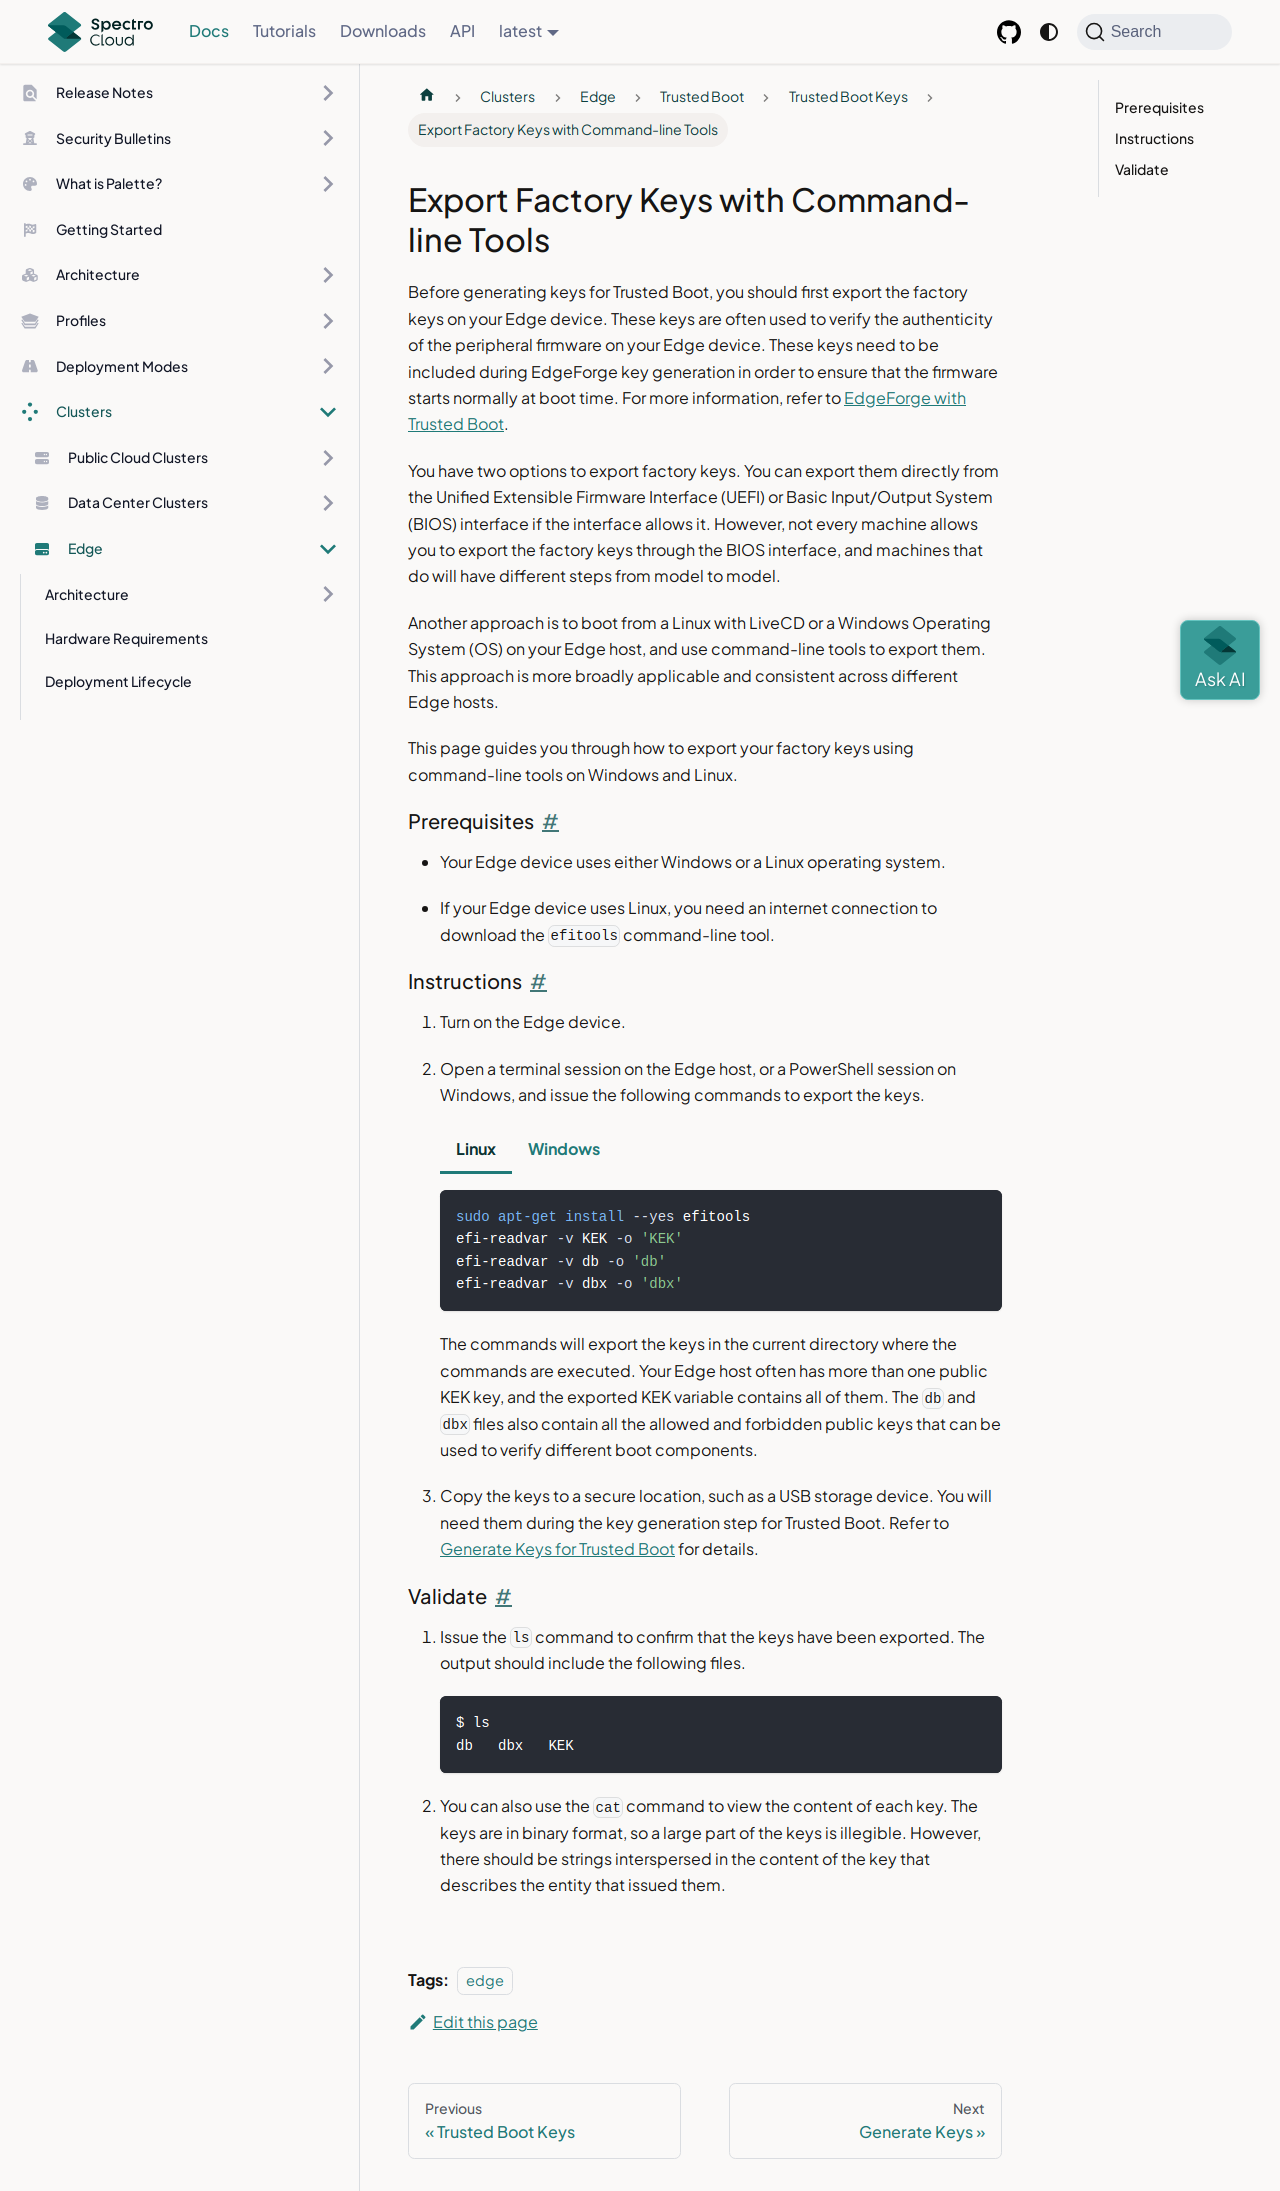 Spectro
Cloud
Docs
Tutorials
Downloads
API
latest
Search
Release Notes
Security Bulletins
What is Palette?
Getting Started
Architecture
Profiles
Deployment Modes
Clusters
Public Cloud Clusters
Data Center Clusters
Edge
Architecture
Hardware Requirements
Deployment Lifecycle
Clusters
Edge
Trusted Boot
Trusted Boot Keys
Export Factory Keys with Command-line Tools
Export Factory Keys with Command-
line Tools
Before generating keys for Trusted Boot, you should first export the factory
keys on your Edge device. These keys are often used to verify the authenticity
of the peripheral firmware on your Edge device. These keys need to be
included during EdgeForge key generation in order to ensure that the firmware
starts normally at boot time. For more information, refer to EdgeForge with
Trusted Boot.
You have two options to export factory keys. You can export them directly from
the Unified Extensible Firmware Interface (UEFI) or Basic Input/Output System
(BIOS) interface if the interface allows it. However, not every machine allows
you to export the factory keys through the BIOS interface, and machines that
do will have different steps from model to model.
Another approach is to boot from a Linux with LiveCD or a Windows Operating
System (OS) on your Edge host, and use command-line tools to export them.
This approach is more broadly applicable and consistent across different
Edge hosts.
This page guides you through how to export your factory keys using
command-line tools on Windows and Linux.
Prerequisites #
• Your Edge device uses either Windows or a Linux operating system.
• If your Edge device uses Linux, you need an internet connection to
download the efitools command-line tool.
Instructions #
1. Turn on the Edge device.
2. Open a terminal session on the Edge host, or a PowerShell session on
Windows, and issue the following commands to export the keys.
Linux
Windows
sudo apt-get install --yes efitools
efi-readvar -v KEK -o 'KEK'
efi-readvar -v db -o 'db'
efi-readvar -v dbx -o 'dbx'
The commands will export the keys in the current directory where the
commands are executed. Your Edge host often has more than one public
KEK key, and the exported KEK variable contains all of them. The db and
dbx files also contain all the allowed and forbidden public keys that can be
used to verify different boot components.
3. Copy the keys to a secure location, such as a USB storage device. You will
need them during the key generation step for Trusted Boot. Refer to
Generate Keys for Trusted Boot for details.
Validate #
1. Issue the ls command to confirm that the keys have been exported. The
output should include the following files.
$ ls
db   dbx   KEK
2. You can also use the cat command to view the content of each key. The
keys are in binary format, so a large part of the keys is illegible. However,
there should be strings interspersed in the content of the key that
describes the entity that issued them.
Tags: edge
Edit this page
Previous
« Trusted Boot Keys
Next
Generate Keys »
Prerequisites
Instructions
Validate
Ask AI